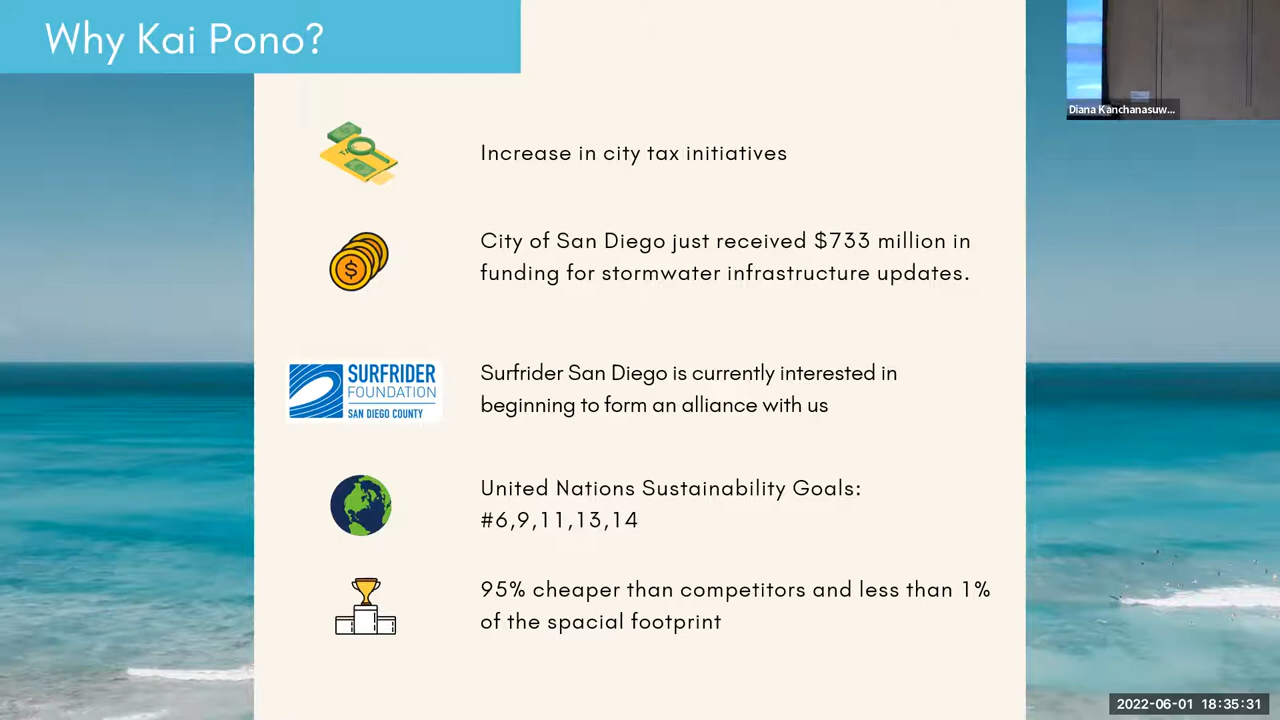 Why Kai Pono?
Diana Kanchanasuw...
Increase in city tax initiatives
City of San Diego just received $733 million in
funding for stormwater infrastructure updates.
SURFRIDER
FOUNDATION
SAN DIEGO COUNTY
Surfrider San Diego is currently interested in
beginning to form an alliance with us
United Nations Sustainability Goals:
#6,9,11,13,14
95% cheaper than competitors and less than 1%
of the spacial footprint
2022-06-01 18:35:31